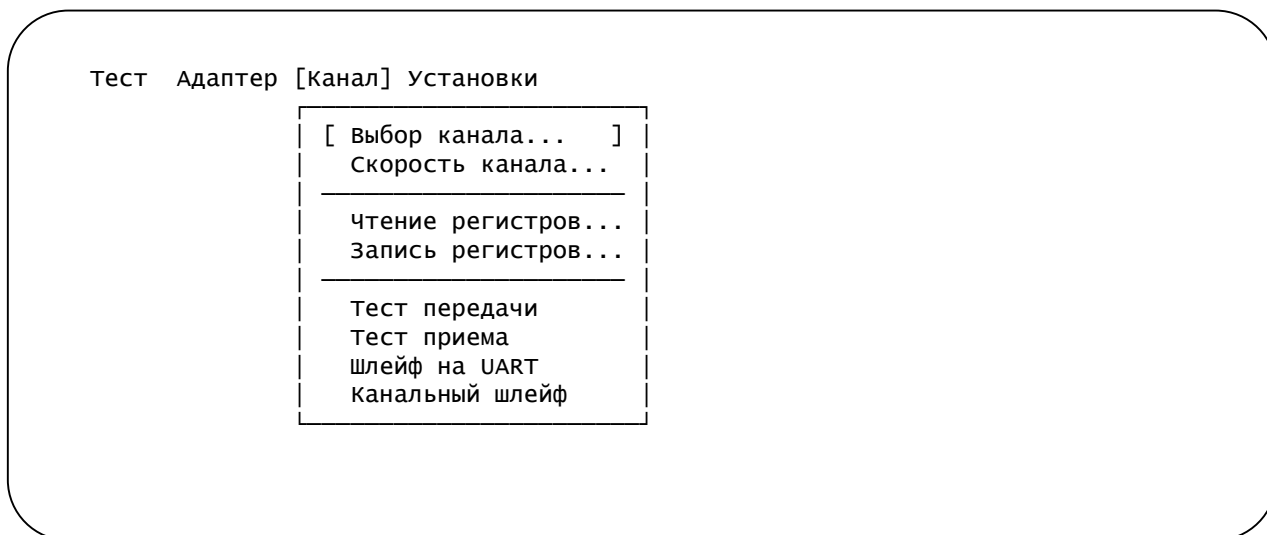 Тест Адаптер [Канал] Установки
[ Выбор канала... ]
Скорость канала...
Чтение регистров...
Запись регистров...
Тест передачи
Тест приема
Шлейф на UART
Канальный шлейф